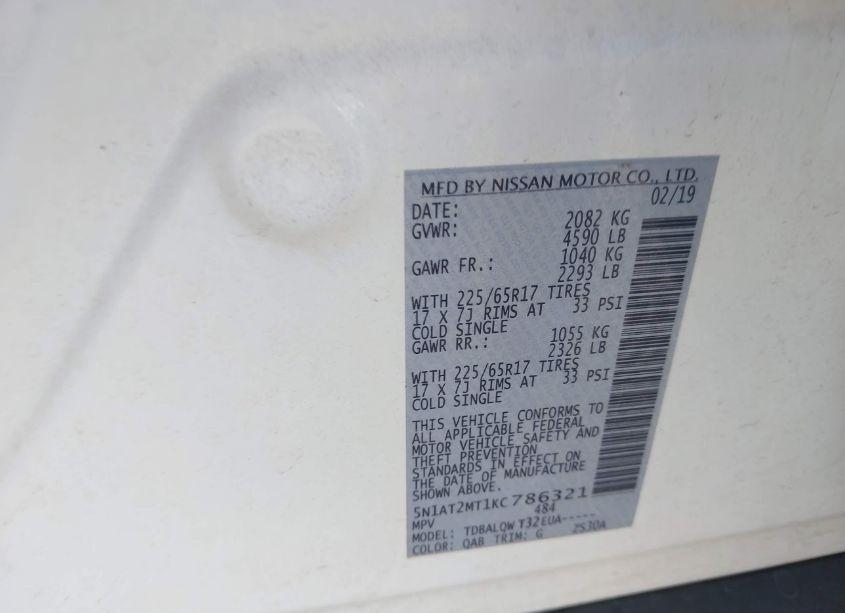 MFD BY NISSAN MOTOR CO., LTD.
DATE: 02/19
GVWR: 2082 KG
4590 LB
GAWR FR.: 1040 KG
2293 LB
WITH 225/65R17 TIRES
17 X 7J RIMS AT 33 PSI
COLD SINGLE
GAWR RR.: 1055 KG
2326 LB
WITH 225/65R17 TIRES
17 X 7J RIMS AT 33 PSI
COLD SINGLE
THIS VEHICLE CONFORMS TO
ALL APPLICABLE FEDERAL
MOTOR VEHICLE SAFETY AND
THEFT PREVENTION
STANDARDS IN EFFECT ON
THE DATE OF MANUFACTURE
SHOWN ABOVE.
5N1AT2MT1KC786321
MPV 484
MODEL: TDBALQW T32EUA-----
COLOR: QAB TRIM: G 2S30A